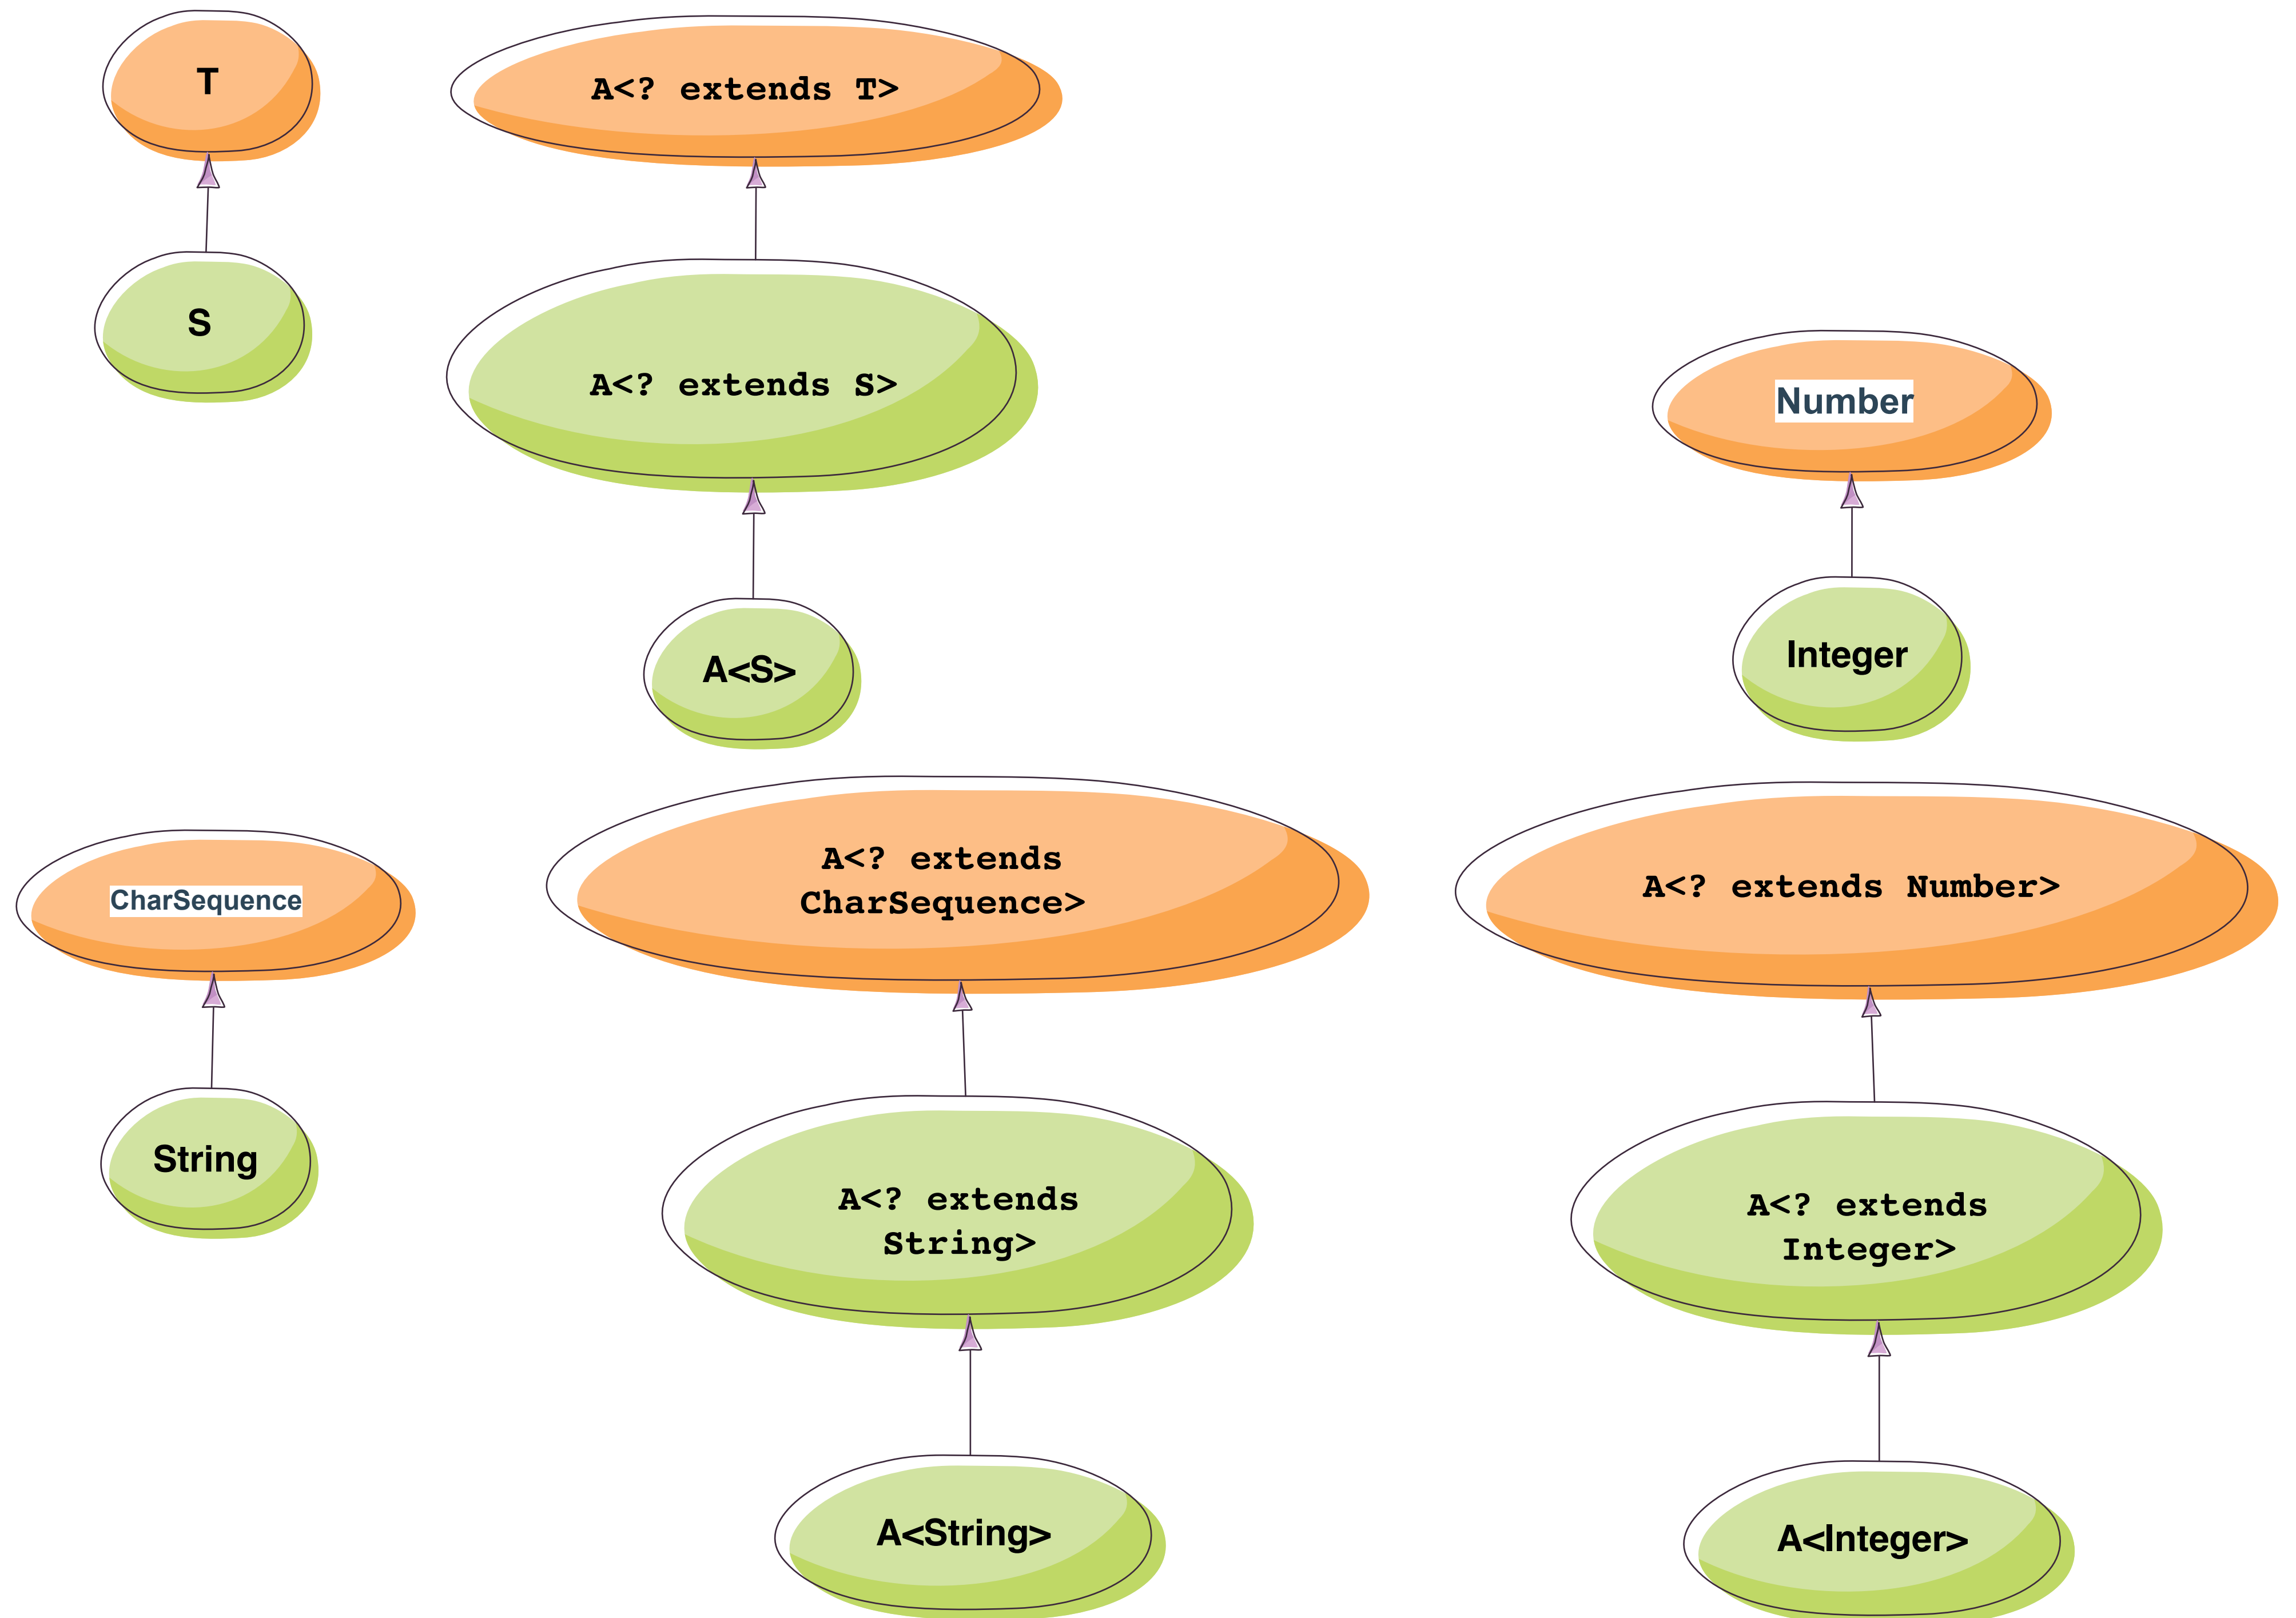 T
A<? extends T>
S
A<? extends S>
A<S>
Number
Integer
CharSequence
String
A<? extends
CharSequence>
A<? extends
String>
A<String>
A<? extends Number>
A<? extends
Integer>
A<Integer>